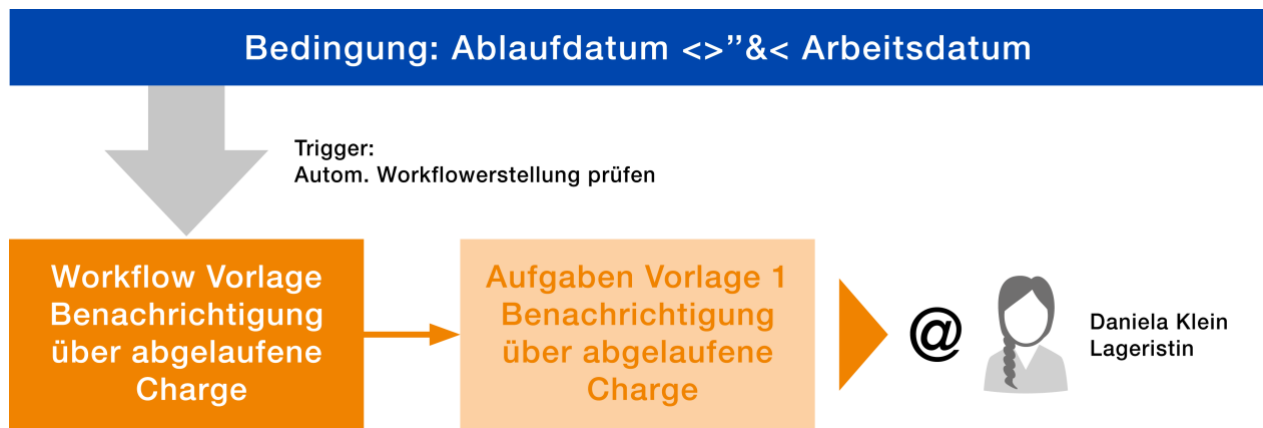 Bedingung: Ablaufdatum <>”&< Arbeitsdatum
Trigger:
Autom. Workflowerstellung prüfen
Workflow Vorlage
Benachrichtigung
über abgelaufene
Charge
Aufgaben Vorlage 1
Benachrichtigung
über abgelaufene
Charge
@
Daniela Klein
Lageristin